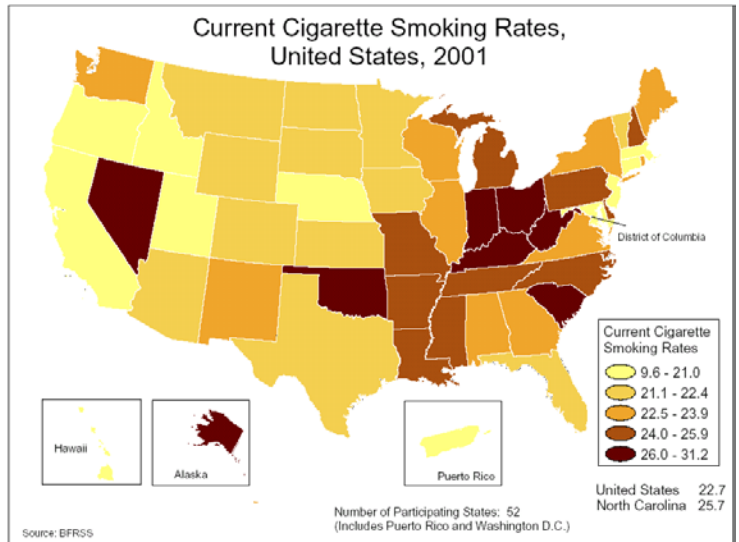 Current Cigarette Smoking Rates,
United States, 2001
District of Columbia
Current Cigarette
Smoking Rates
9.6 - 21.0
21.1 - 22.4
22.5 - 23.9
24.0 - 25.9
26.0 - 31.2
Hawaii
Alaska
Puerto Rico
United States 22.7
North Carolina 25.7
Number of Participating States: 52
(Includes Puerto Rico and Washington D.C.)
Source: BFRSS